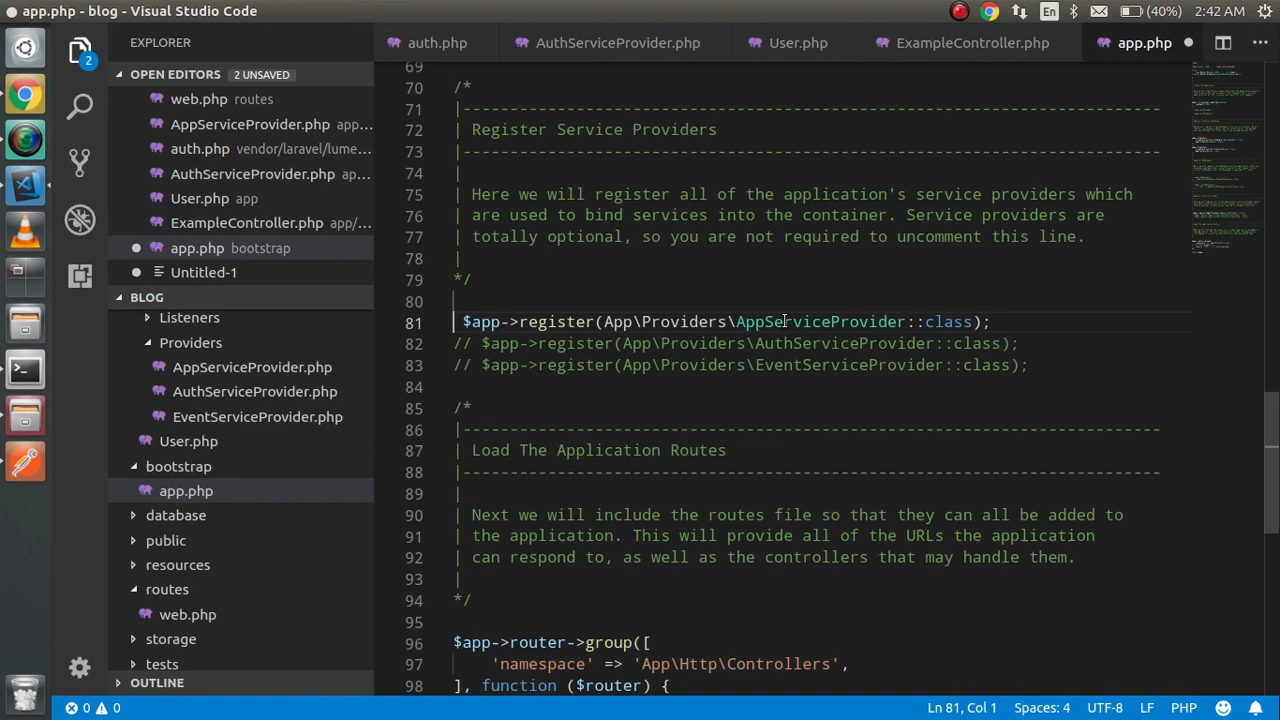 app.php - blog - Visual Studio Code
En
(40%)
2:42 AM
EXPLORER
OPEN EDITORS 2 UNSAVED
web.php routes
AppServiceProvider.php app...
auth.php vendor/laravel/lume...
AuthServiceProvider.php ap...
User.php app
ExampleController.php app/...
app.php bootstrap
Untitled-1
BLOG
Listeners
Providers
AppServiceProvider.php
AuthServiceProvider.php
EventServiceProvider.php
User.php
bootstrap
app.php
database
public
resources
routes
web.php
storage
tests
OUTLINE
2
auth.php
AuthServiceProvider.php
User.php
ExampleController.php
app.php
69
70 /*
71 |--------------------------------------------------------------------------
72 | Register Service Providers
73 |--------------------------------------------------------------------------
74 |
75 | Here we will register all of the application's service providers which
76 | are used to bind services into the container. Service providers are
77 | totally optional, so you are not required to uncomment this line.
78 |
79 */
80
81 $app->register(App\Providers\AppServiceProvider::class);
82 // $app->register(App\Providers\AuthServiceProvider::class);
83 // $app->register(App\Providers\EventServiceProvider::class);
84
85 /*
86 |--------------------------------------------------------------------------
87 | Load The Application Routes
88 |--------------------------------------------------------------------------
89 |
90 | Next we will include the routes file so that they can all be added to
91 | the application. This will provide all of the URLs the application
92 | can respond to, as well as the controllers that may handle them.
93 |
94 */
95
96 $app->router->group([
97 'namespace' => 'App\Http\Controllers',
98 ], function ($router) {
0 0
Ln 81, Col 1
Spaces: 4
UTF-8
LF
PHP